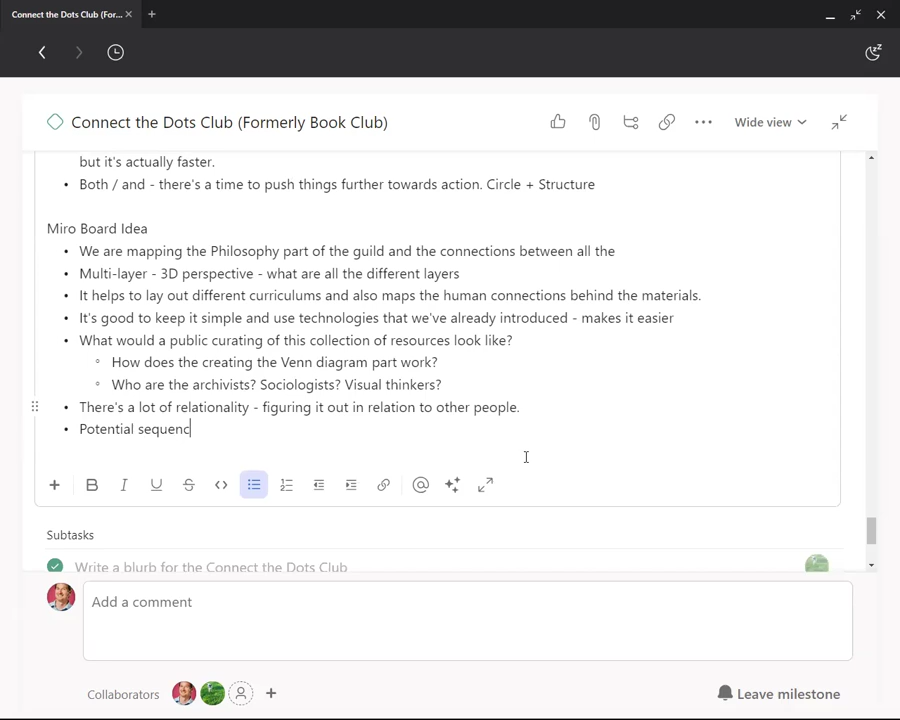 Connect the Dots Club (For...
Connect the Dots Club (Formerly Book Club)
Wide view
but it's actually faster.
• Both / and - there's a time to push things further towards action. Circle + Structure
Miro Board Idea
• We are mapping the Philosophy part of the guild and the connections between all the
• Multi-layer - 3D perspective - what are all the different layers
• It helps to lay out different curriculums and also maps the human connections behind the materials.
• It's good to keep it simple and use technologies that we've already introduced - makes it easier
• What would a public curating of this collection of resources look like?
◦ How does the creating the Venn diagram part work?
◦ Who are the archivists? Sociologists? Visual thinkers?
• There's a lot of relationality - figuring it out in relation to other people.
• Potential sequenc
Subtasks
Write a blurb for the Connect the Dots Club
Add a comment
Collaborators
Leave milestone